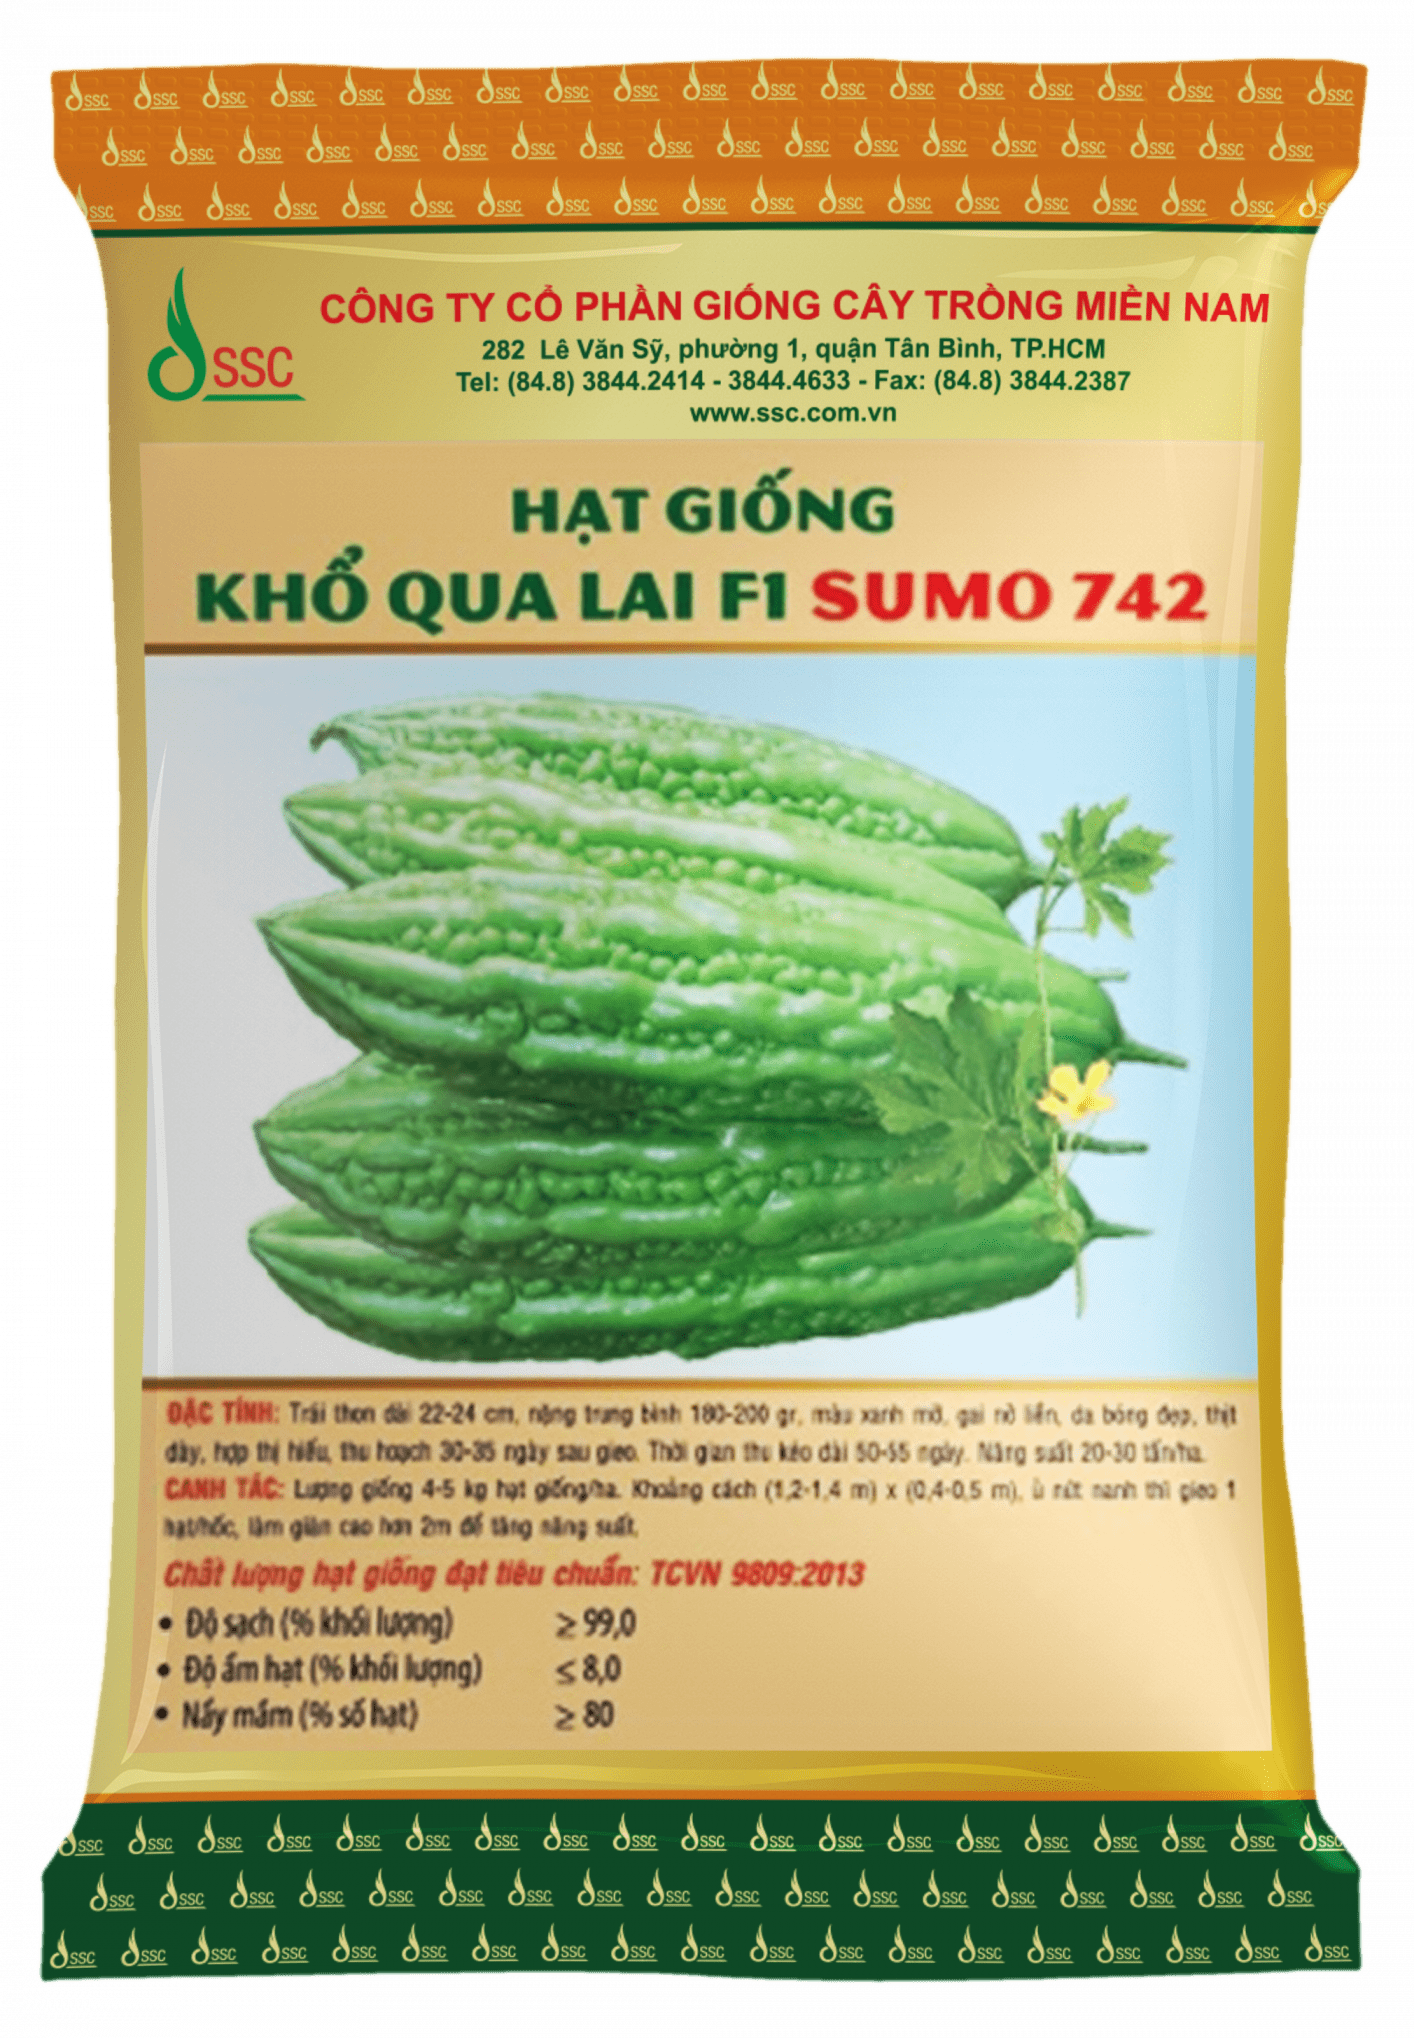 SSC
CÔNG TY CỔ PHẦN GIỐNG CÂY TRỒNG MIỀN NAM
282 Lê Văn Sỹ, phường 1, quận Tân Bình, TP.HCM
Tel: (84.8) 3844.2414 - 3844.4633 - Fax: (84.8) 3844.2387
www.ssc.com.vn
HẠT GIỐNG
KHỔ QUA LAI F1 SUMO 742
ĐẶC TÍNH: Trái thon dài 22-24 cm, nặng trung bình 180-200 gr, màu xanh mỡ, gai nở liền, da bóng đẹp, thịt
dày, hợp thị hiếu, thu hoạch 30-35 ngày sau gieo. Thời gian thu kéo dài 50-55 ngày. Năng suất 20-30 tấn/ha.
CANH TÁC: Lượng giống 4-5 kg hạt giống/ha. Khoảng cách (1,2-1,4 m) x (0,4-0,5 m), ủ nứt nanh thì gieo 1
hạt/hốc, làm giàn cao hơn 2m để tăng năng suất.
Chất lượng hạt giống đạt tiêu chuẩn: TCVN 9809:2013
• Độ sạch (% khối lượng) ≥ 99,0
• Độ ẩm hạt (% khối lượng) ≤ 8,0
• Nẩy mầm (% số hạt) ≥ 80